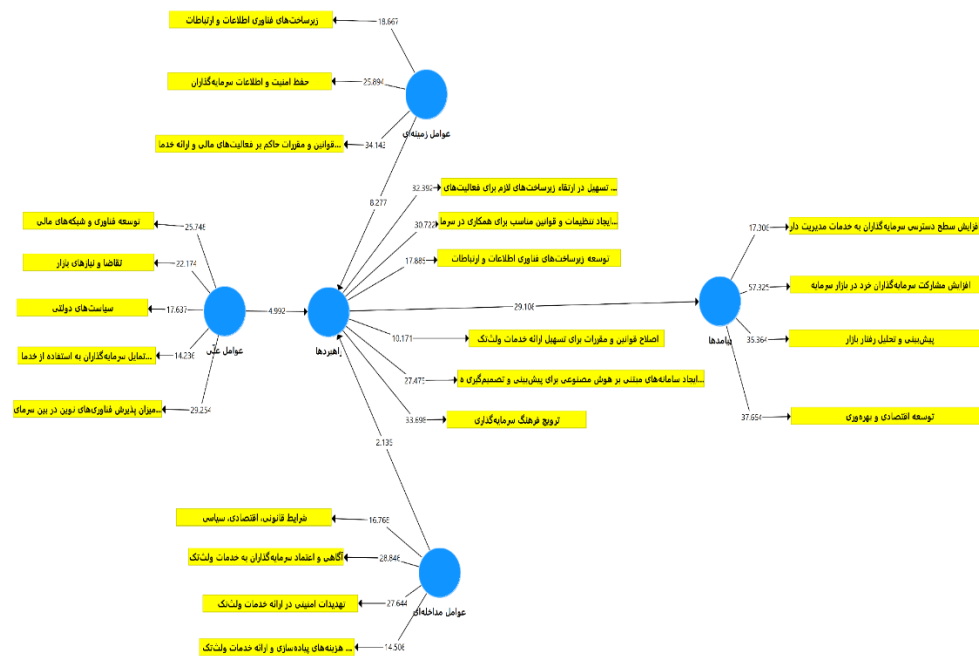 زیرساخت‌های فناوری اطلاعات و ارتباطات
18.667
حفظ امنیت و اطلاعات سرمایه‌گذاران
25.894
...قوانین و مقررات حاکم بر فعالیت‌های مالی و ارائه خدما
34.143
عوامل زمینه‌ای
8.277
توسعه فناوری و شبکه‌های مالی
25.748
تقاضا و نیازهای بازار
22.174
سیاست‌های دولتی
17.637
...تمایل سرمایه‌گذاران به استفاده از خدما
14.236
...میزان پذیرش فناوری‌های نوین در بین سرمای
29.254
عوامل علّی
4.992
راهبردها
... تسهیل در ارتقاء زیرساخت‌های لازم برای فعالیت‌های
32.392
...ایجاد تنظیمات و قوانین مناسب برای همکاری در سرما
30.722
توسعه زیرساخت‌های فناوری اطلاعات و ارتباطات
17.885
اصلاح قوانین و مقررات برای تسهیل ارائه خدمات ولث‌تک
10.171
...ایجاد سامانه‌های مبتنی بر هوش مصنوعی برای پیش‌بینی و تصمیم‌گیری ه
27.475
ترویج فرهنگ سرمایه‌گذاری
33.698
29.106
پیامدها
فزایش سطح دسترسی سرمایه‌گذاران به خدمات مدیریت دار
17.306
افزایش مشارکت سرمایه‌گذاران خرد در بازار سرمایه
57.325
پیش‌بینی و تحلیل رفتار بازار
35.364
توسعه اقتصادی و بهره‌وری
37.654
2.135
شرایط قانونی، اقتصادی، سیاسی
16.765
آگاهی و اعتماد سرمایه‌گذاران به خدمات ولث‌تک
28.846
تهدیدات امنیتی در ارائه خدمات ولث‌تک
27.644
... هزینه‌های پیاده‌سازی و ارائه خدمات ولث‌تک
14.506
عوامل مداخله‌ای